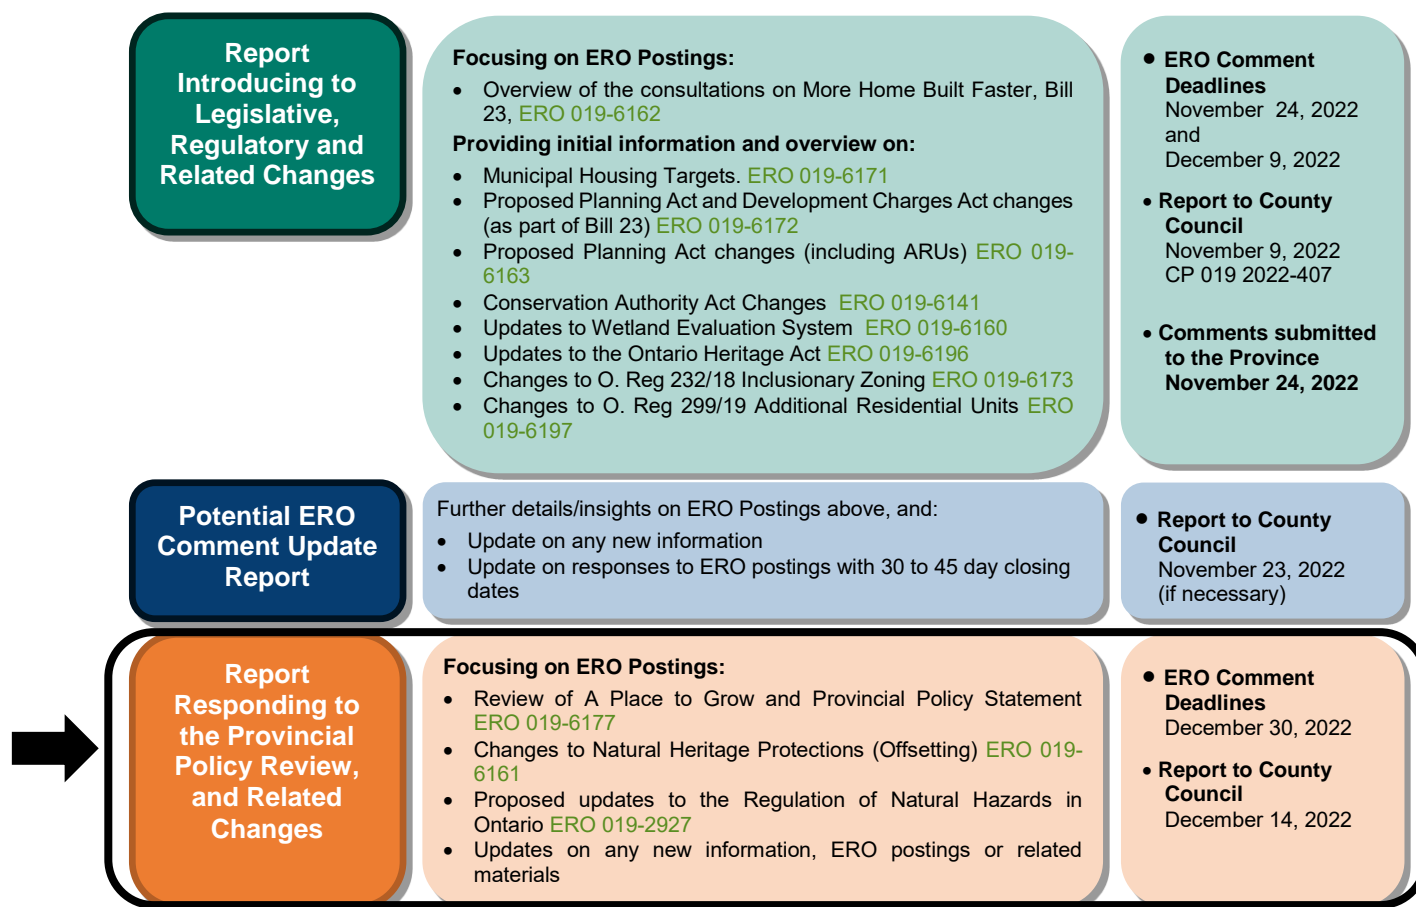 Report
Introducing to
Legislative,
Regulatory and
Related Changes
Focusing on ERO Postings:
• Overview of the consultations on More Home Built Faster, Bill
23, ERO 019-6162
Providing initial information and overview on:
• Municipal Housing Targets. ERO 019-6171
• Proposed Planning Act and Development Charges Act changes
(as part of Bill 23) ERO 019-6172
• Proposed Planning Act changes (including ARUs) ERO 019-
6163
• Conservation Authority Act Changes ERO 019-6141
• Updates to Wetland Evaluation System ERO 019-6160
• Updates to the Ontario Heritage Act ERO 019-6196
• Changes to O. Reg 232/18 Inclusionary Zoning ERO 019-6173
• Changes to O. Reg 299/19 Additional Residential Units ERO
019-6197
• ERO Comment
Deadlines
November 24, 2022
and
December 9, 2022
• Report to County
Council
November 9, 2022
CP 019 2022-407
• Comments submitted
to the Province
November 24, 2022
Potential ERO
Comment Update
Report
Further details/insights on ERO Postings above, and:
• Update on any new information
• Update on responses to ERO postings with 30 to 45 day closing
dates
• Report to County
Council
November 23, 2022
(if necessary)
Report
Responding to
the Provincial
Policy Review,
and Related
Changes
Focusing on ERO Postings:
• Review of A Place to Grow and Provincial Policy Statement
ERO 019-6177
• Changes to Natural Heritage Protections (Offsetting) ERO 019-
6161
• Proposed updates to the Regulation of Natural Hazards in
Ontario ERO 019-2927
• Updates on any new information, ERO postings or related
materials
• ERO Comment
Deadlines
December 30, 2022
• Report to County
Council
December 14, 2022